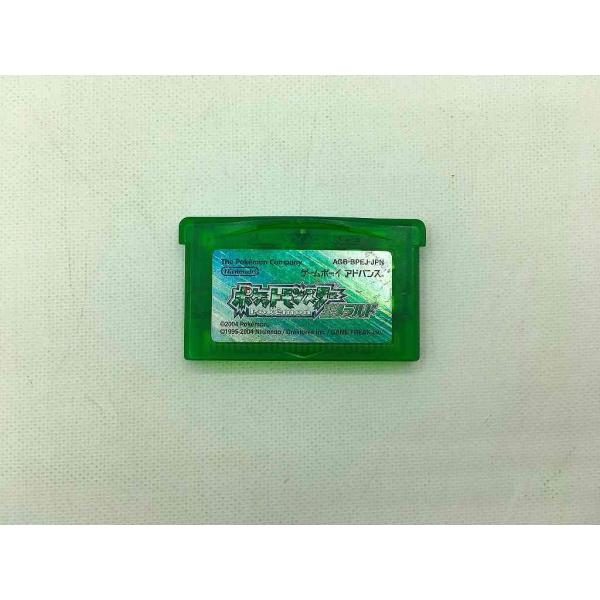 The Pokémon Company
AGB-BPEJ-JPN
Nintendo
ゲームボーイ アドバンス
ポケットモンスター
POKéMON
エメラルド
©2004 Pokémon.
©1995-2004 Nintendo / Creatures inc. / GAME FREAK inc.